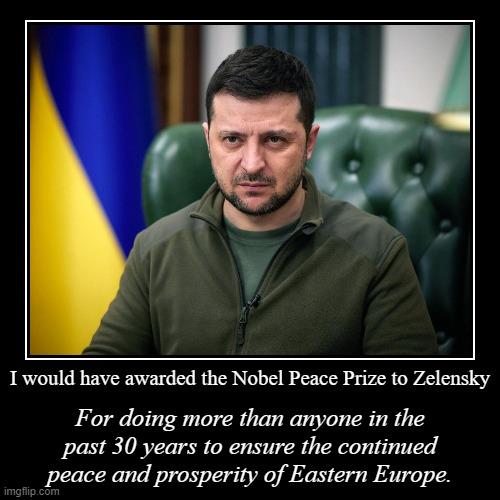 I would have awarded the Nobel Peace Prize to Zelensky
For doing more than anyone in the
past 30 years to ensure the continued
peace and prosperity of Eastern Europe.
imgflip.com